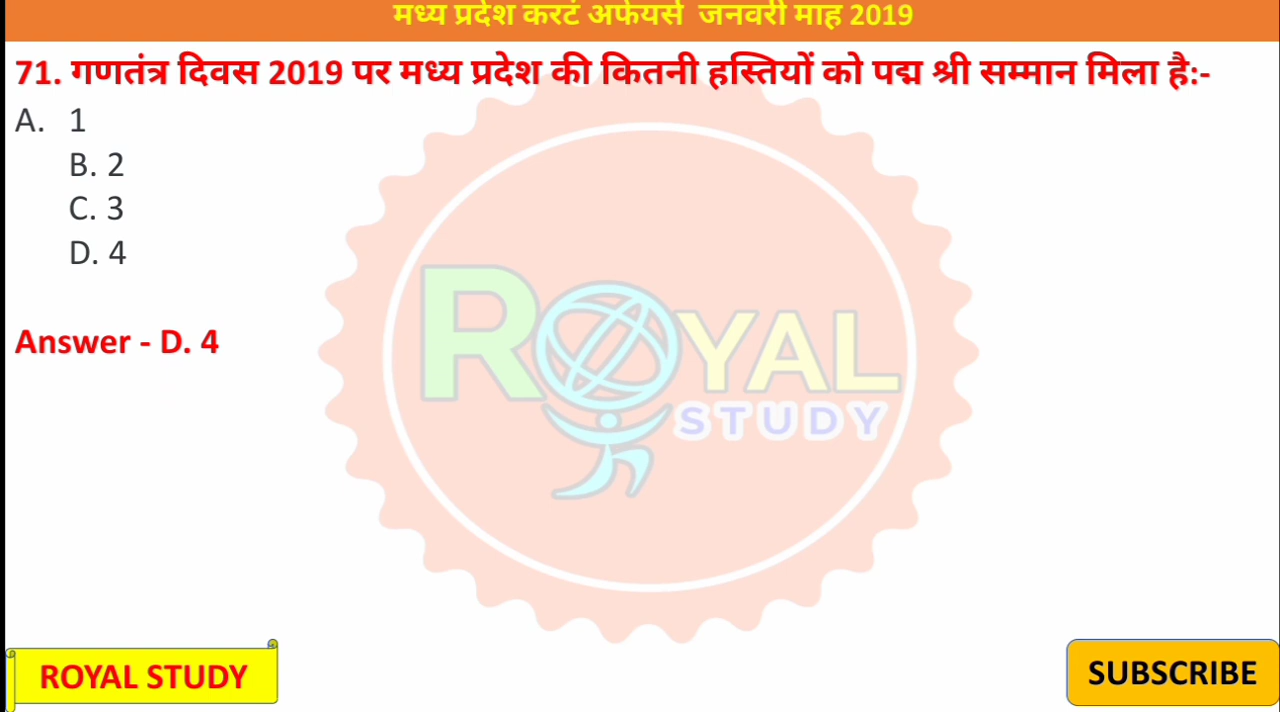 मध्य प्रदेश करटं अफेयर्स जनवरी माह 2019
71. गणतंत्र दिवस 2019 पर मध्य प्रदेश की कितनी हस्तियों को पद्म श्री सम्मान मिला है:-
A. 1
B. 2
C. 3
D. 4
Answer - D. 4
ROYAL
STUDY
ROYAL STUDY
SUBSCRIBE